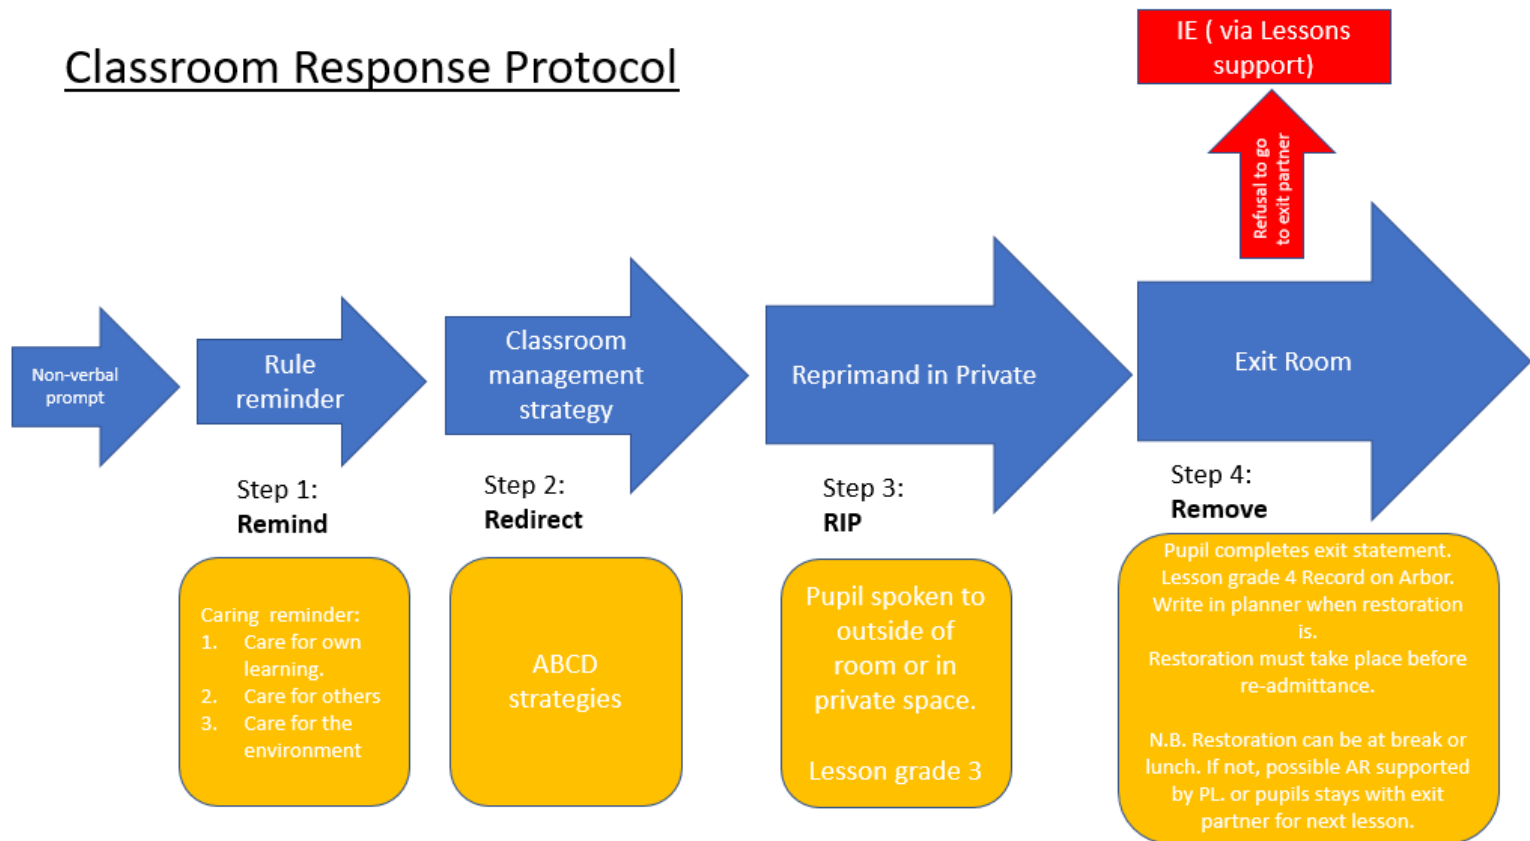 Classroom Response Protocol
IE ( via Lessons
support)
Refusal to go
to exit partner
Non-verbal
prompt
Rule
reminder
Classroom
management
strategy
Reprimand in Private
Exit Room
Step 1:
Remind
Step 2:
Redirect
Step 3:
RIP
Step 4:
Remove
Caring  reminder:
1. Care for own
learning.
2. Care for others
3. Care for the
environment
ABCD
strategies
Pupil spoken to
outside of
room or in
private space.
Lesson grade 3
Pupil completes exit statement.
Lesson grade 4 Record on Arbor.
Write in planner when restoration
is.
Restoration must take place before
re-admittance.
N.B. Restoration can be at break or
lunch. If not, possible AR supported
by PL. or pupils stays with exit
partner for next lesson.